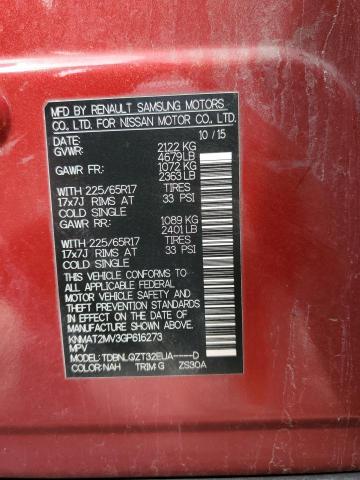 MFD BY RENAULT SAMSUNG MOTORS
CO., LTD. FOR NISSAN MOTOR CO., LTD.
DATE: 10 / 15
GVWR: 2122 KG
4679 LB
GAWR FR: 1072 KG
2363 LB
WITH 225/65R17 TIRES
17x7J RIMS AT 33 PSI
COLD SINGLE
GAWR RR: 1089 KG
2401 LB
WITH 225/65R17 TIRES
17x7J RIMS AT 33 PSI
COLD SINGLE
THIS VEHICLE CONFORMS TO
ALL APPLICABLE FEDERAL
MOTOR VEHICLE SAFETY, BUMPER
AND THEFT PREVENTION STANDARDS
IN EFFECT ON THE DATE OF
MANUFACTURE SHOWN ABOVE.
KNMAT2MV3GP616273
MPV
MODEL: TDBNLQZT32EUA-----D
COLOR:NAH TRIM:G ZS30A